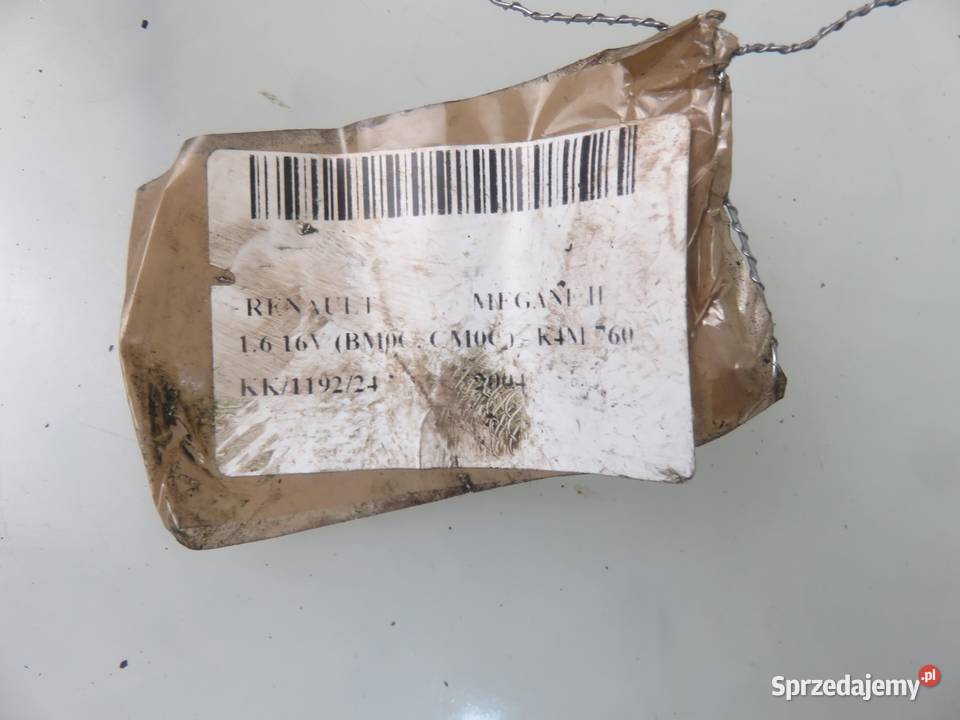 RENAULT MEGANE II
1.6 16V (BM0C, CM0C) - K4M 760
KK/1192/24 2004
Sprzedajemy.pl